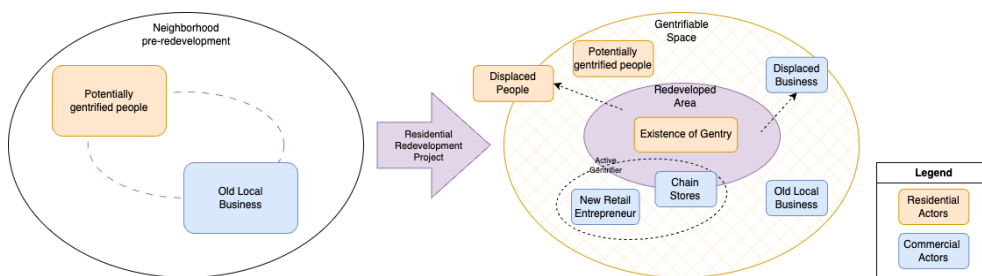 Neighborhood
pre-redevelopment
Potentially
gentrified people
Old Local
Business
Residential
Redevelopment
Project
Gentrifiable
Space
Potentially
gentrified people
Displaced
People
Displaced
Business
Redeveloped
Area
Existence of Gentry
Active
Gentrifier
Chain
Stores
New Retail
Entrepreneur
Old Local
Business
Legend
Residential
Actors
Commercial
Actors